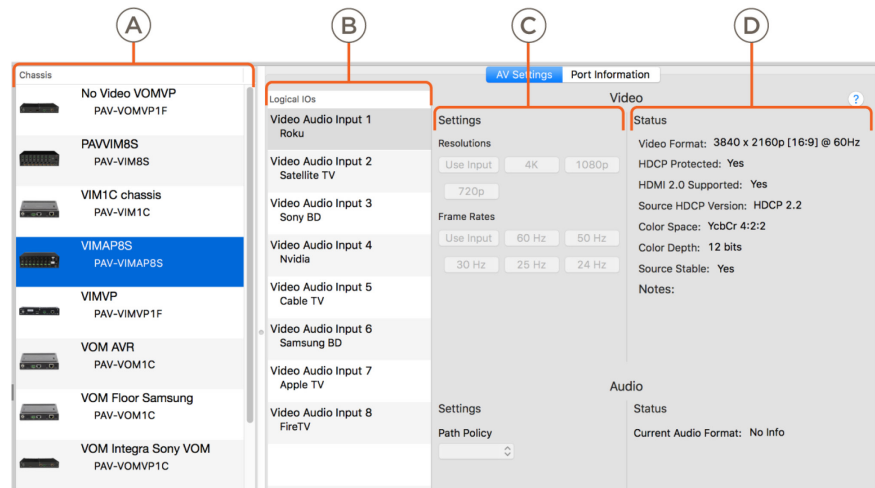 A
B
C
D
Chassis
No Video VOMVP
PAV-VOMVP1F
PAVVIM8S
PAV-VIM8S
VIM1C chassis
PAV-VIM1C
VIMAP8S
PAV-VIMAP8S
VIMVP
PAV-VIMVP1F
VOM AVR
PAV-VOM1C
VOM Floor Samsung
PAV-VOM1C
VOM Integra Sony VOM
PAV-VOMVP1C
Logical IOs
Video Audio Input 1
Roku
Video Audio Input 2
Satellite TV
Video Audio Input 3
Sony BD
Video Audio Input 4
Nvidia
Video Audio Input 5
Cable TV
Video Audio Input 6
Samsung BD
Video Audio Input 7
Apple TV
Video Audio Input 8
FireTV
AV Settings Port Information
Video ?
Settings
Resolutions
Use Input 4K 1080p
720p
Frame Rates
Use Input 60 Hz 50 Hz
30 Hz 25 Hz 24 Hz
Status
Video Format: 3840 x 2160p [16:9] @ 60Hz
HDCP Protected: Yes
HDMI 2.0 Supported: Yes
Source HDCP Version: HDCP 2.2
Color Space: YcbCr 4:2:2
Color Depth: 12 bits
Source Stable: Yes
Notes:
Audio
Settings
Path Policy
Status
Current Audio Format: No Info